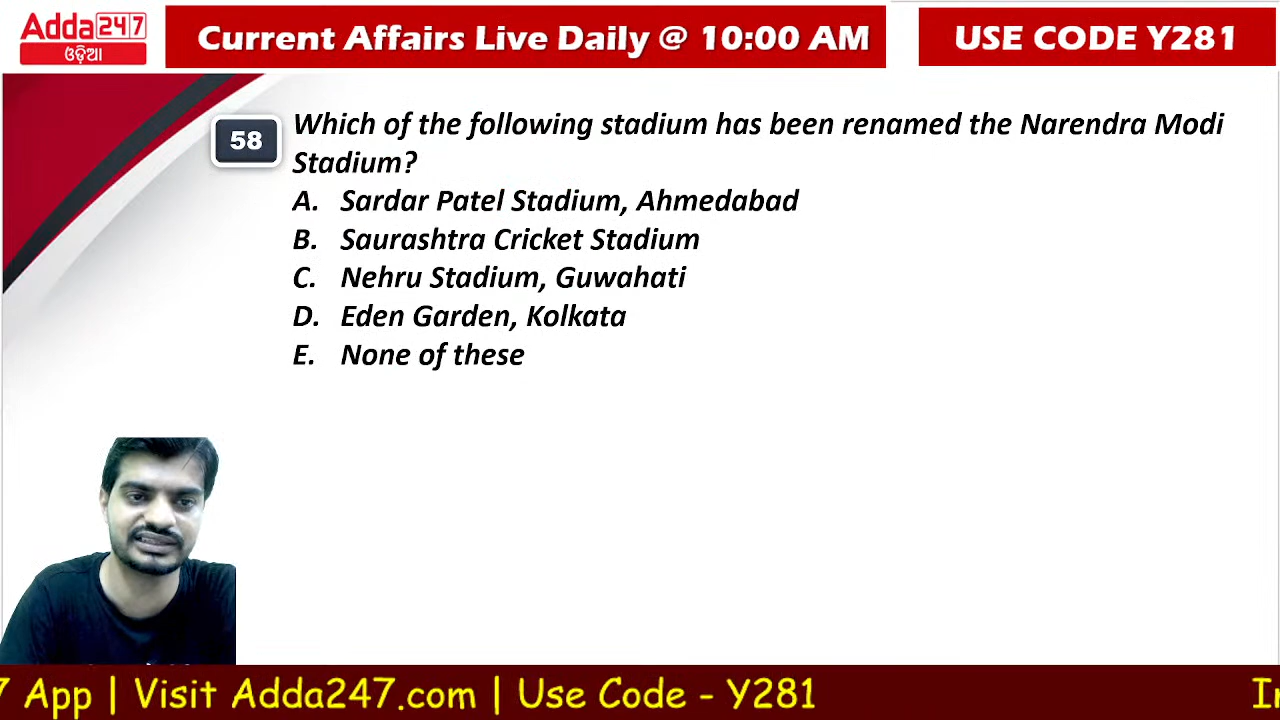 Adda247
ଓଡ଼ିଆ
Current Affairs Live Daily @ 10:00 AM
USE CODE Y281
58
Which of the following stadium has been renamed the Narendra Modi
Stadium?
A. Sardar Patel Stadium, Ahmedabad
B. Saurashtra Cricket Stadium
C. Nehru Stadium, Guwahati
D. Eden Garden, Kolkata
E. None of these
7 App | Visit Adda247.com | Use Code - Y281